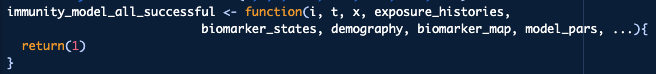 immunity_model_all_successful <- function(i, t, x, exposure_histories,
                            biomarker_states, demography, biomarker_map, model_pars, ...){
  return(1)
}